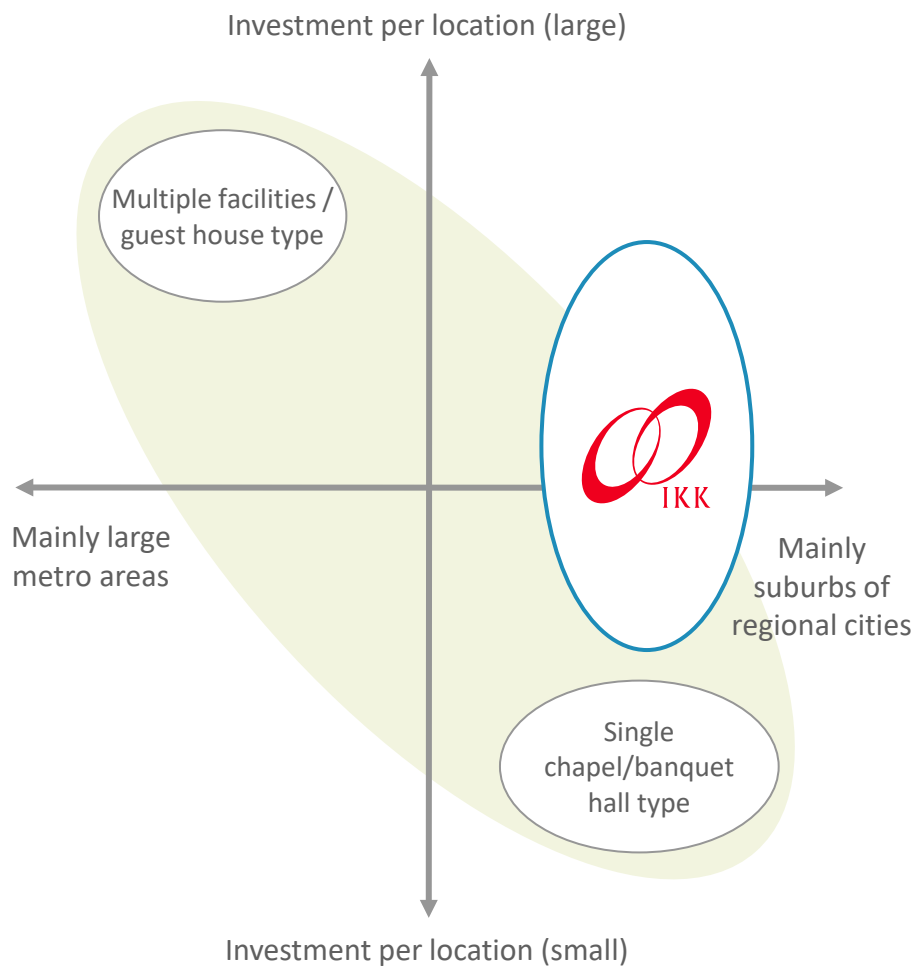 Investment per location (large)
Multiple facilities /
guest house type
IKK
Mainly large
metro areas
Mainly
suburbs of
regional cities
Single
chapel/banquet
hall type
Investment per location (small)